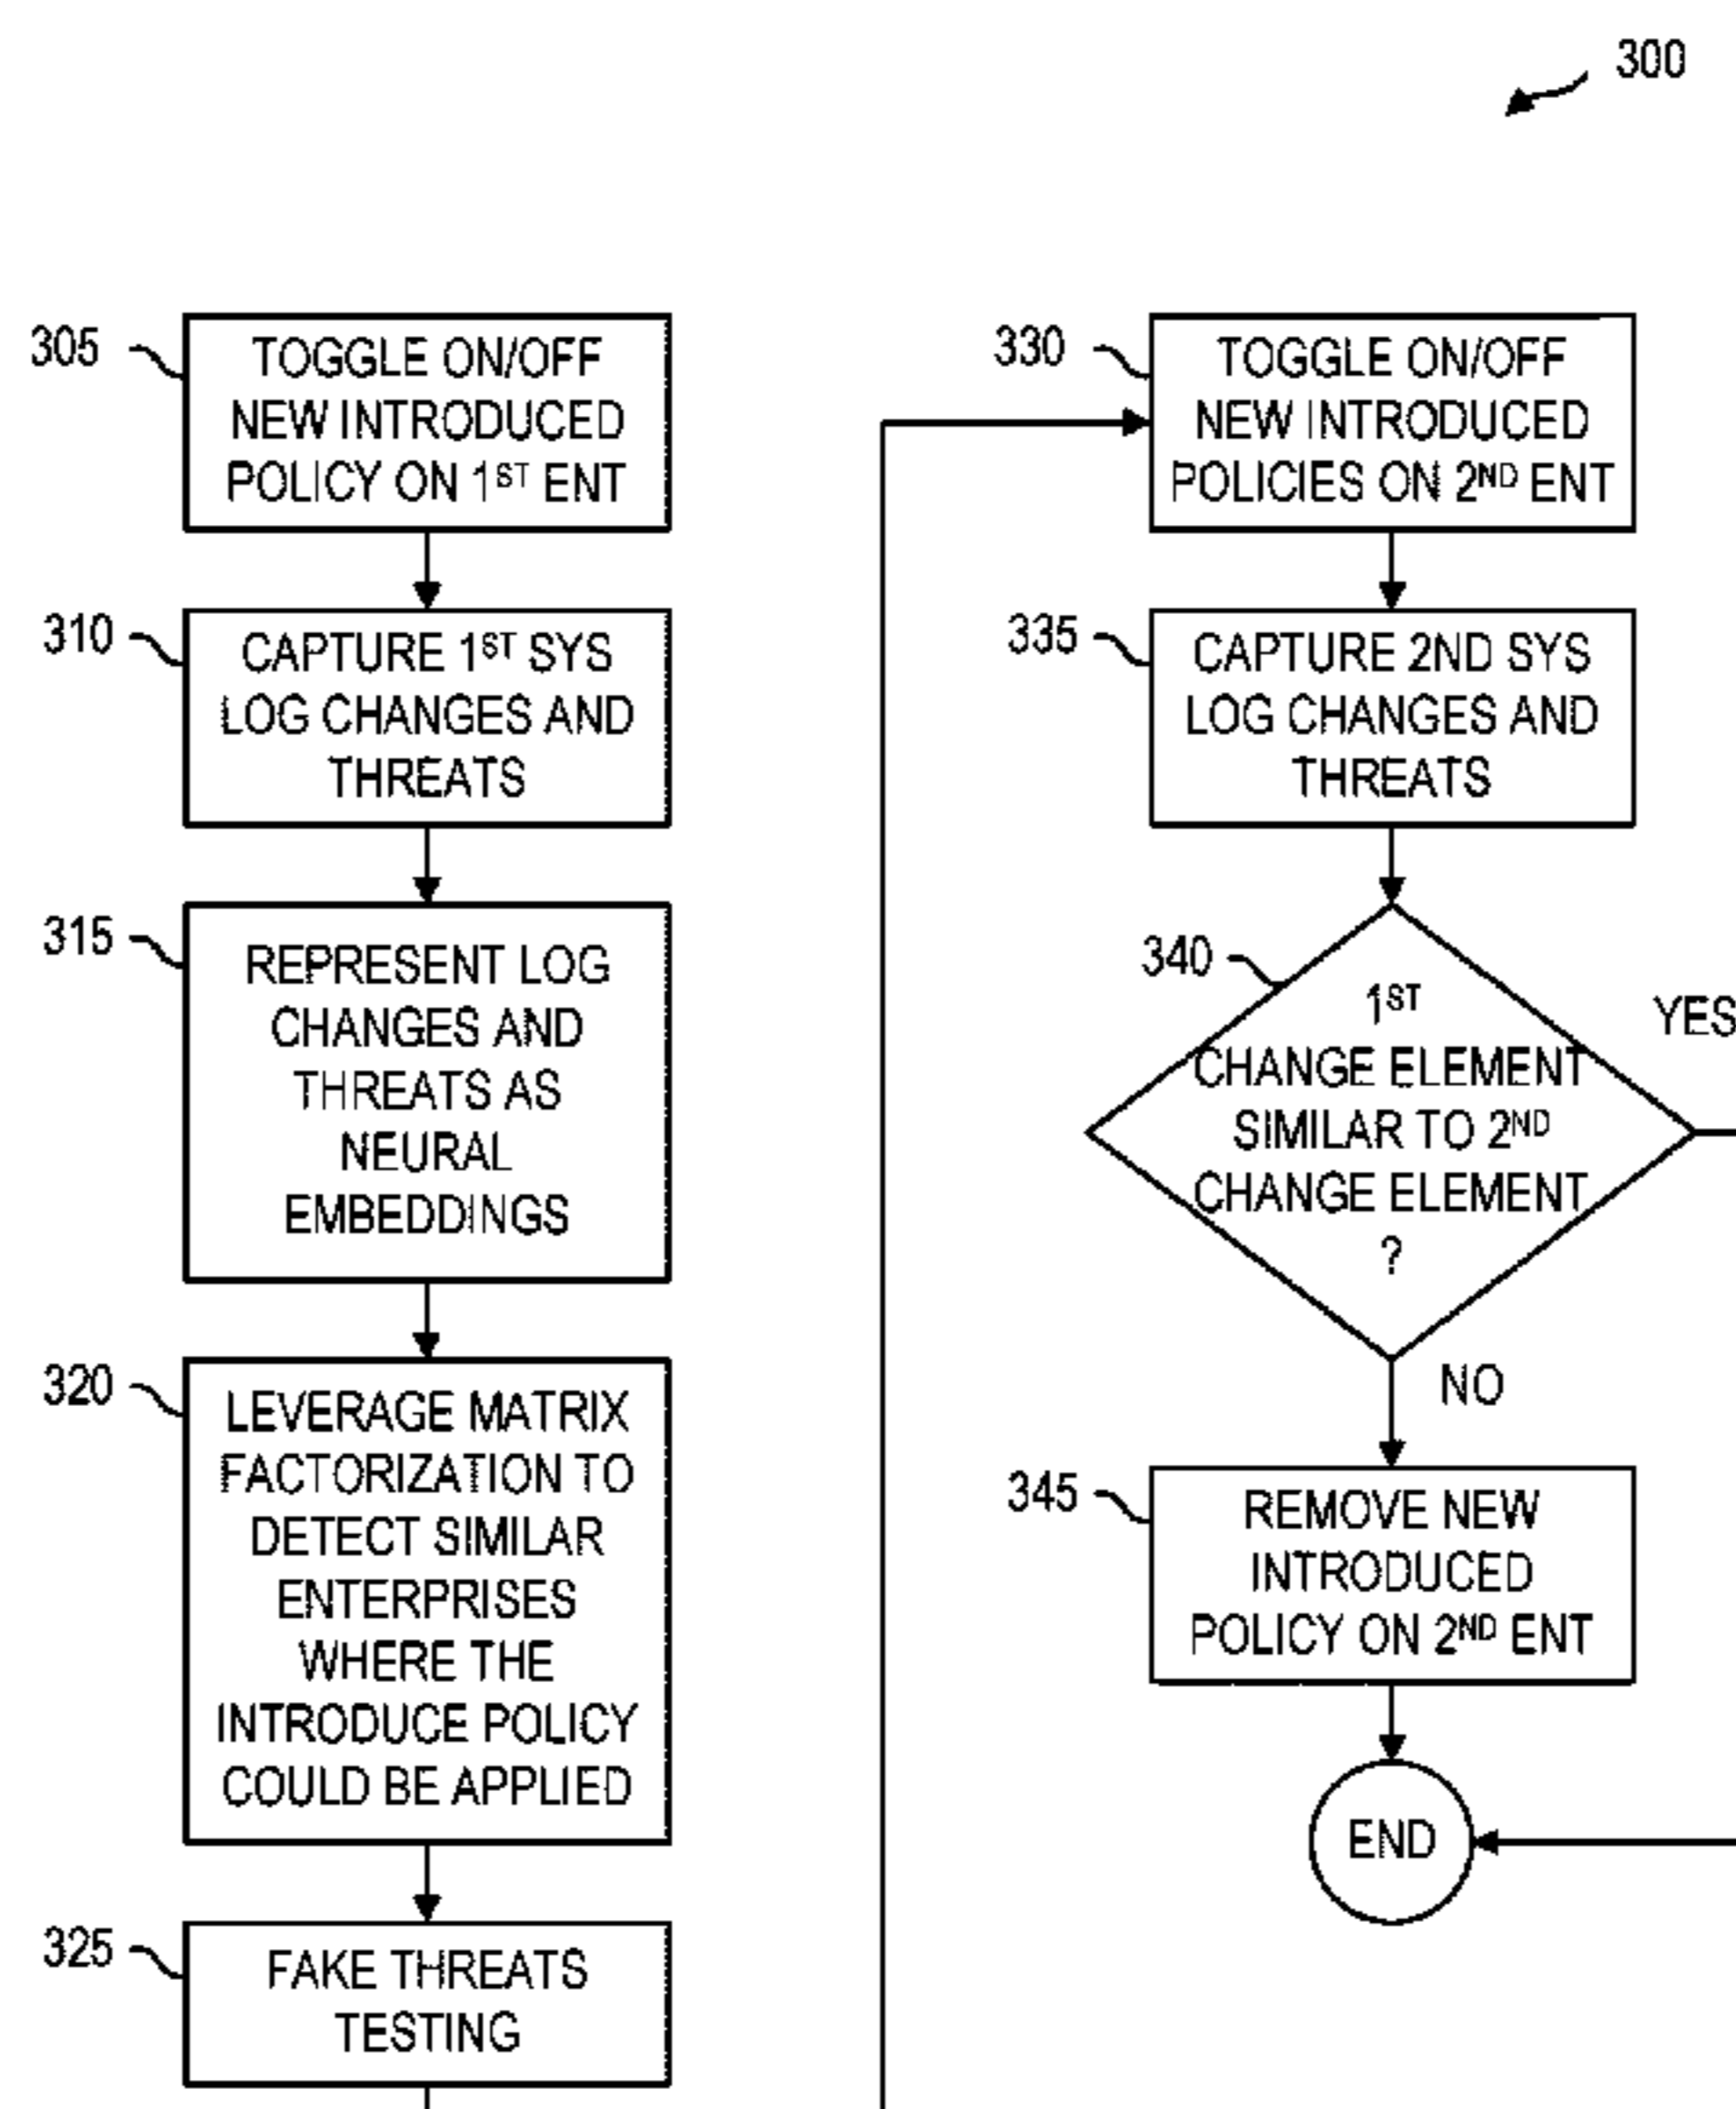 300
305
TOGGLE ON/OFF
NEW INTRODUCED
POLICY ON 1ST ENT
310
CAPTURE 1ST SYS
LOG CHANGES AND
THREATS
315
REPRESENT LOG
CHANGES AND
THREATS AS
NEURAL
EMBEDDINGS
320
LEVERAGE MATRIX
FACTORIZATION TO
DETECT SIMILAR
ENTERPRISES
WHERE THE
INTRODUCE POLICY
COULD BE APPLIED
325
FAKE THREATS
TESTING
330
TOGGLE ON/OFF
NEW INTRODUCED
POLICIES ON 2ND ENT
335
CAPTURE 2ND SYS
LOG CHANGES AND
THREATS
340
1ST
CHANGE ELEMENT
SIMILAR TO 2ND
CHANGE ELEMENT
?
YES
NO
345
REMOVE NEW
INTRODUCED
POLICY ON 2ND ENT
END